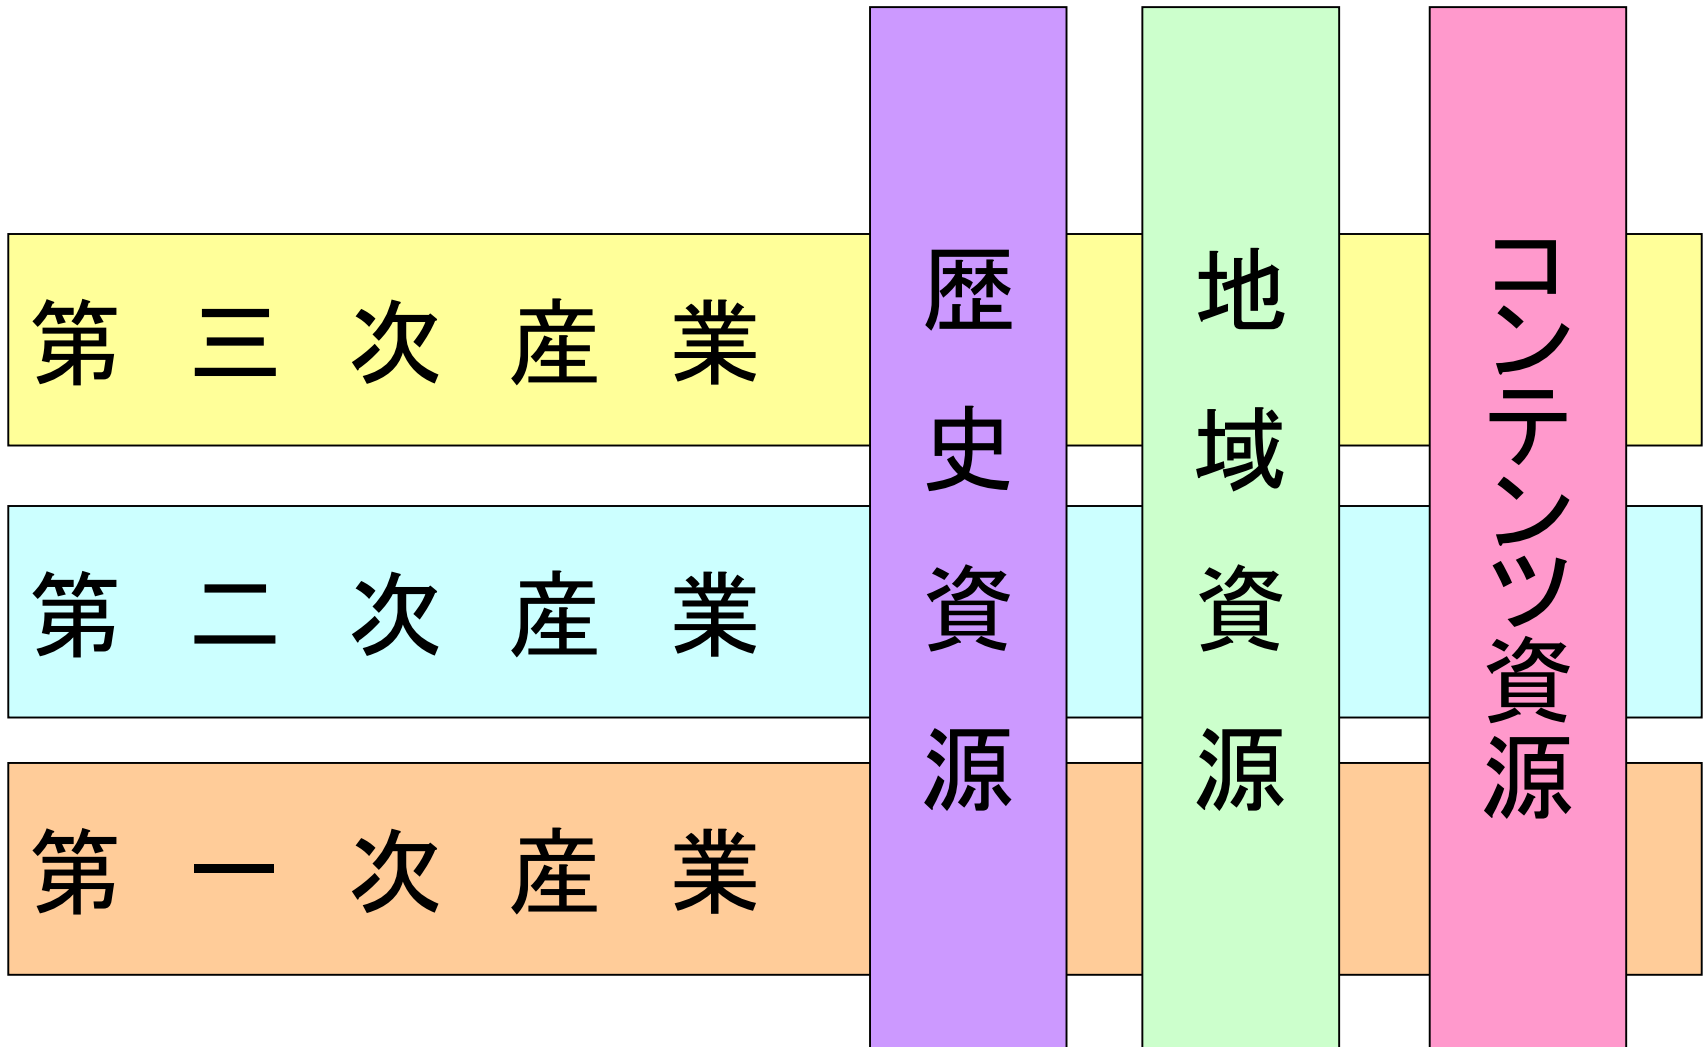 第三次産業
第二次産業
第一次産業
歴史資源
地域資源
コンテンツ資源